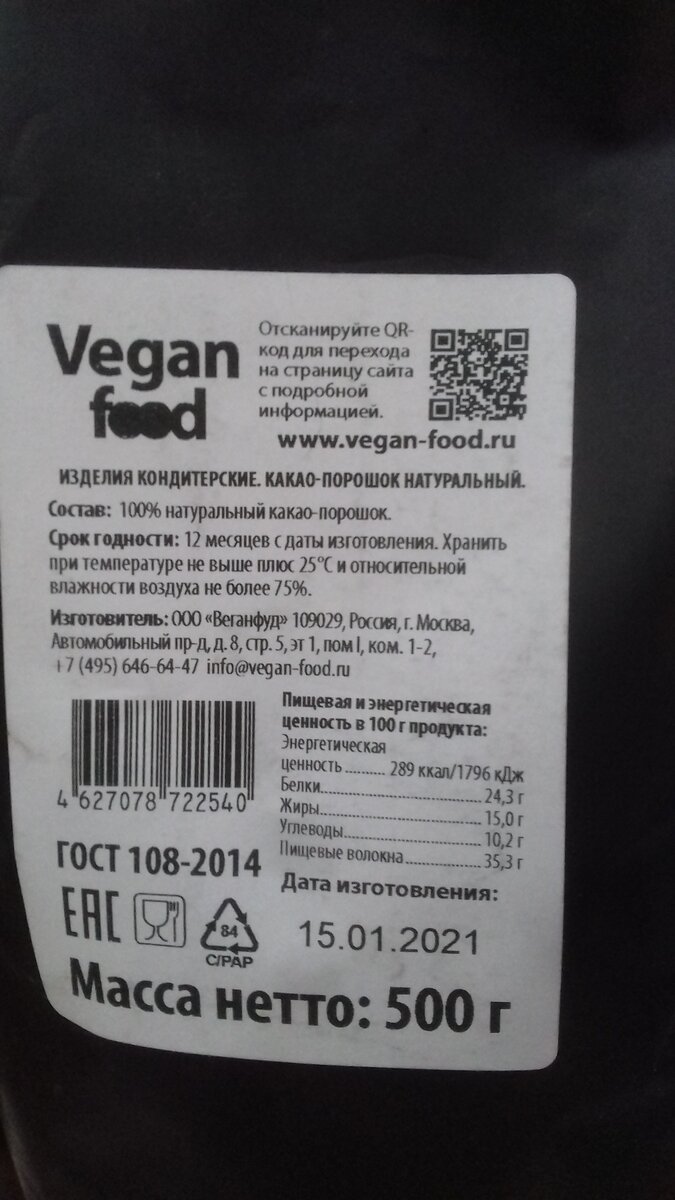 Vegan
food
Отсканируйте QR-
код для перехода
на страницу сайта
с подробной
информацией.
www.vegan-food.ru
ИЗДЕЛИЯ КОНДИТЕРСКИЕ. КАКАО-ПОРОШОК НАТУРАЛЬНЫЙ.
Состав: 100% натуральный какао-порошок.
Срок годности: 12 месяцев с даты изготовления. Хранить
при температуре не выше плюс 25°С и относительной
влажности воздуха не более 75%.
Изготовитель: ООО «Веганфуд» 109029, Россия, г. Москва,
Автомобильный пр-д, д. 8, стр. 5, эт 1, пом I, ком. 1-2,
+7 (495) 646-64-47 info@vegan-food.ru
4 627078 722540
ГОСТ 108-2014
EAC
84
C/PAP
Пищевая и энергетическая
ценность в 100 г продукта:
Энергетическая
ценность ......... 289 ккал/1796 кДж
Белки........................................ 24,3 г
Жиры........................................ 15,0 г
Углеводы.................................. 10,2 г
Пищевые волокна.................. 35,3 г
Дата изготовления:
15.01.2021
Масса нетто: 500 г